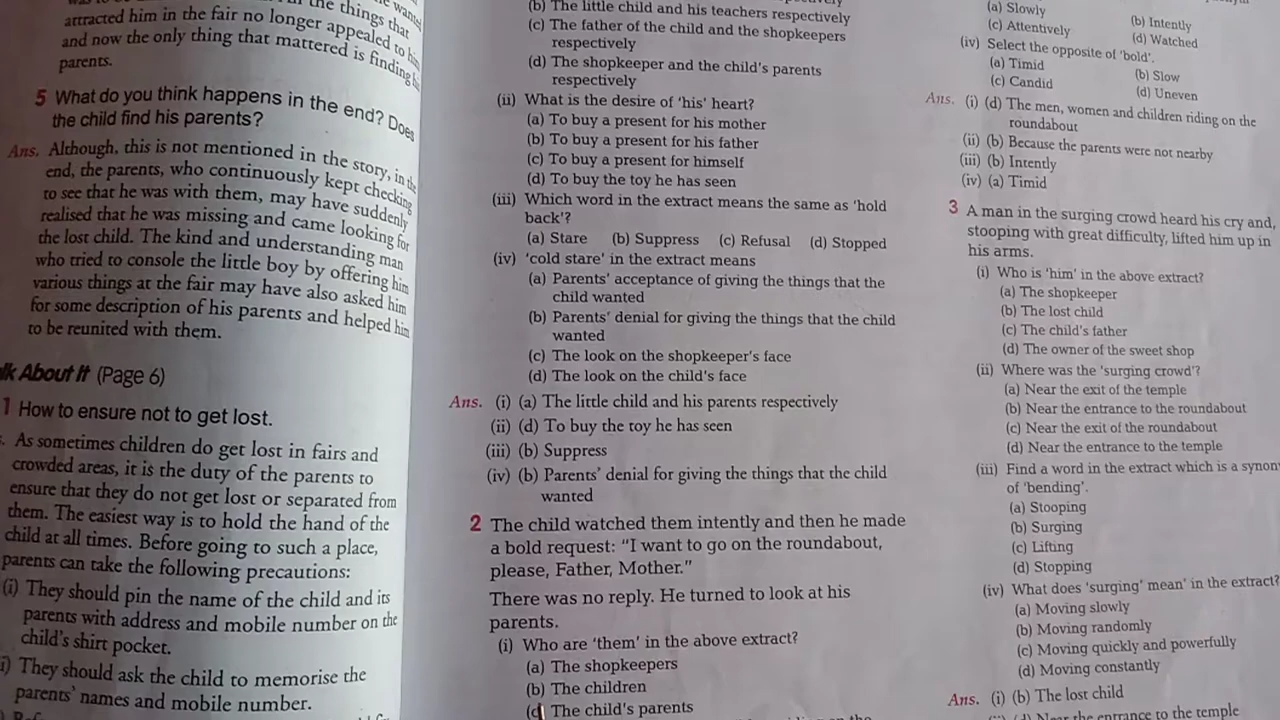 the things that
attracted him in the fair no longer appealed to him
and now the only thing that mattered is finding his
parents.
5 What do you think happens in the end? Does
the child find his parents?
Ans. Although, this is not mentioned in the story, in the
end, the parents, who continuously kept checking
to see that he was with them, may have suddenly
realised that he was missing and came looking for
the lost child. The kind and understanding man
who tried to console the little boy by offering him
various things at the fair may have also asked him
for some description of his parents and helped him
to be reunited with them.
lk About It (Page 6)
1 How to ensure not to get lost.
s. As sometimes children do get lost in fairs and
crowded areas, it is the duty of the parents to
ensure that they do not get lost or separated from
them. The easiest way is to hold the hand of the
child at all times. Before going to such a place,
parents can take the following precautions:
(i) They should pin the name of the child and its
parents with address and mobile number on the
child's shirt pocket.
i) They should ask the child to memorise the
parents' names and mobile number.
(b) The little child and his teachers respectively
(c) The father of the child and the shopkeepers
respectively
(d) The shopkeeper and the child's parents
respectively
(ii) What is the desire of 'his' heart?
(a) To buy a present for his mother
(b) To buy a present for his father
(c) To buy a present for himself
(d) To buy the toy he has seen
(iii) Which word in the extract means the same as 'hold
back'?
(a) Stare (b) Suppress (c) Refusal (d) Stopped
(iv) 'cold stare' in the extract means
(a) Parents' acceptance of giving the things that the
child wanted
(b) Parents' denial for giving the things that the child
wanted
(c) The look on the shopkeeper's face
(d) The look on the child's face
Ans. (i) (a) The little child and his parents respectively
(ii) (d) To buy the toy he has seen
(iii) (b) Suppress
(iv) (b) Parents' denial for giving the things that the child
wanted
2 The child watched them intently and then he made
a bold request: "I want to go on the roundabout,
please, Father, Mother."
There was no reply. He turned to look at his
parents.
(i) Who are 'them' in the above extract?
(a) The shopkeepers
(b) The children
(c) The child's parents
(a) Slowly (b) Intently
(c) Attentively (d) Watched
(iv) Select the opposite of 'bold'.
(a) Timid (b) Slow
(c) Candid (d) Uneven
Ans. (i) (d) The men, women and children riding on the
roundabout
(ii) (b) Because the parents were not nearby
(iii) (b) Intently
(iv) (a) Timid
3 A man in the surging crowd heard his cry and,
stooping with great difficulty, lifted him up in
his arms.
(i) Who is 'him' in the above extract?
(a) The shopkeeper
(b) The lost child
(c) The child's father
(d) The owner of the sweet shop
(ii) Where was the 'surging crowd'?
(a) Near the exit of the temple
(b) Near the entrance to the roundabout
(c) Near the exit of the roundabout
(d) Near the entrance to the temple
(iii) Find a word in the extract which is a synon
of 'bending'.
(a) Stooping
(b) Surging
(c) Lifting
(d) Stopping
(iv) What does 'surging' mean' in the extract?
(a) Moving slowly
(b) Moving randomly
(c) Moving quickly and powerfully
(d) Moving constantly
Ans. (i) (b) The lost child
(ii) (d) Near the entrance to the temple